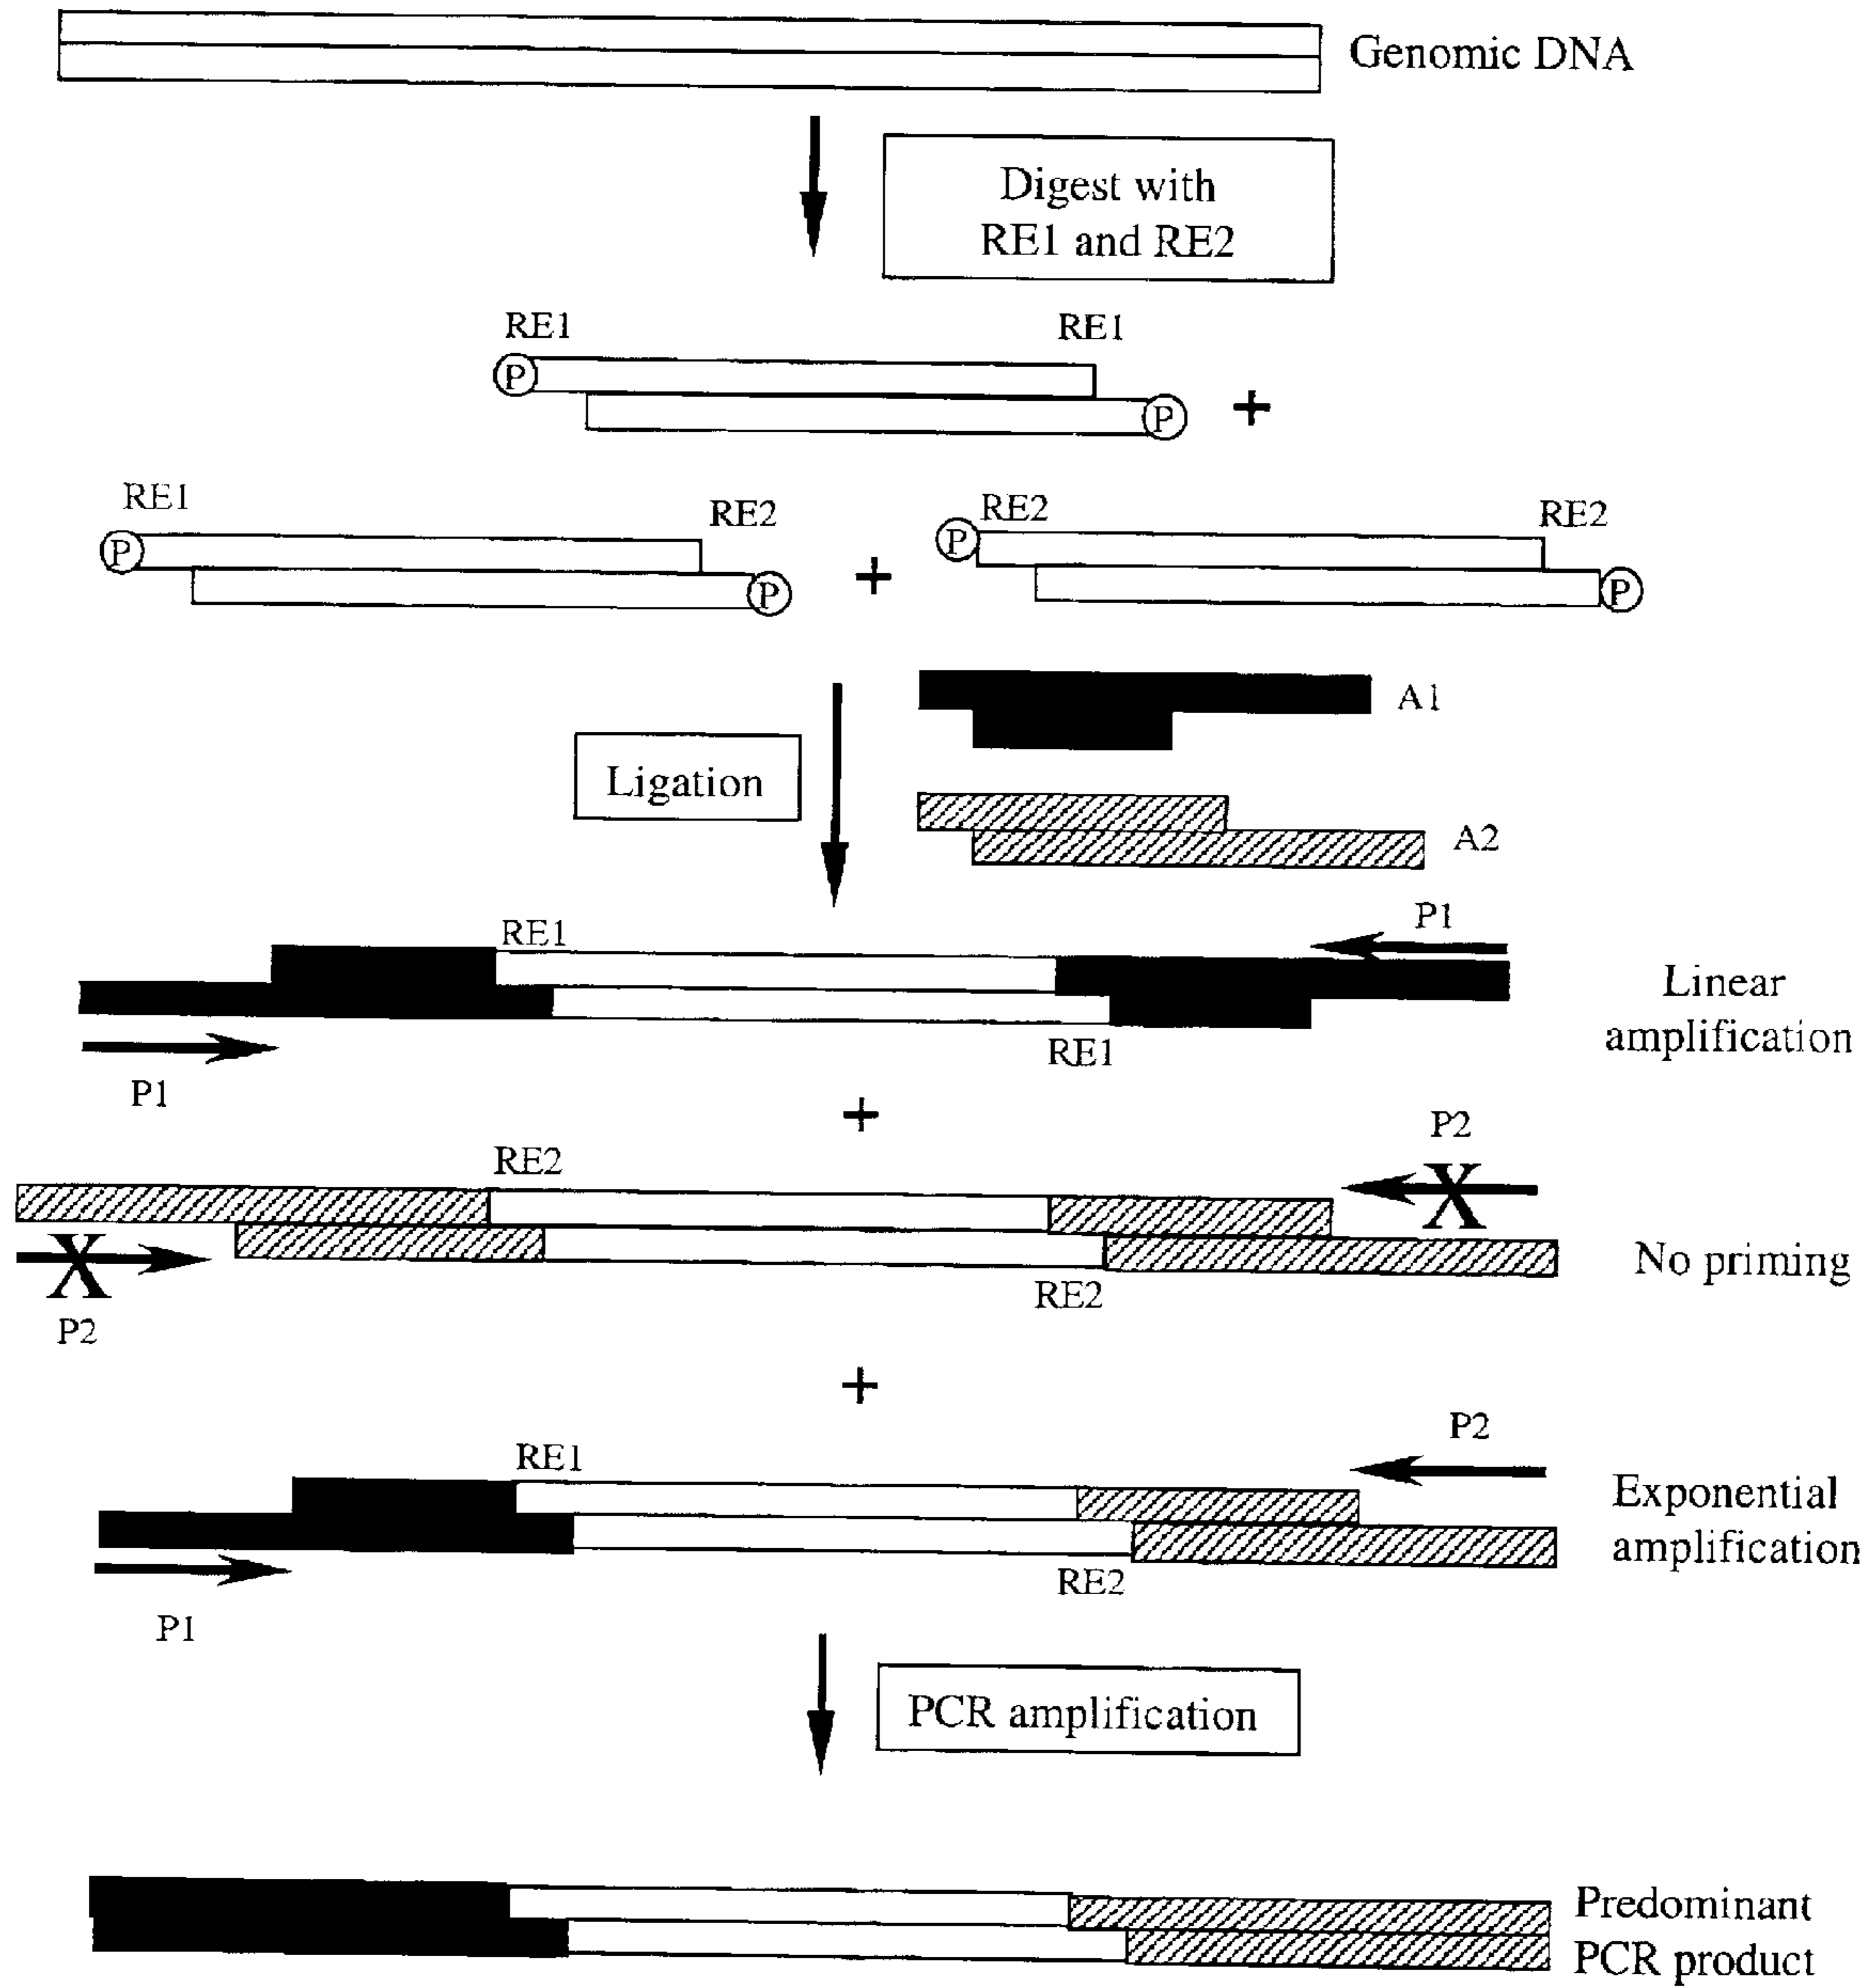 Genomic DNA
Digest with
RE1 and RE2
RE1
RE1
P
P
+
RE1
RE2
RE2
RE2
P
P
+
P
P
A1
Ligation
A2
P1
RE1
Linear
amplification
RE1
P1
+
P2
RE2
X
No priming
X
RE2
P2
+
P2
RE1
Exponential
amplification
RE2
P1
PCR amplification
Predominant
PCR product